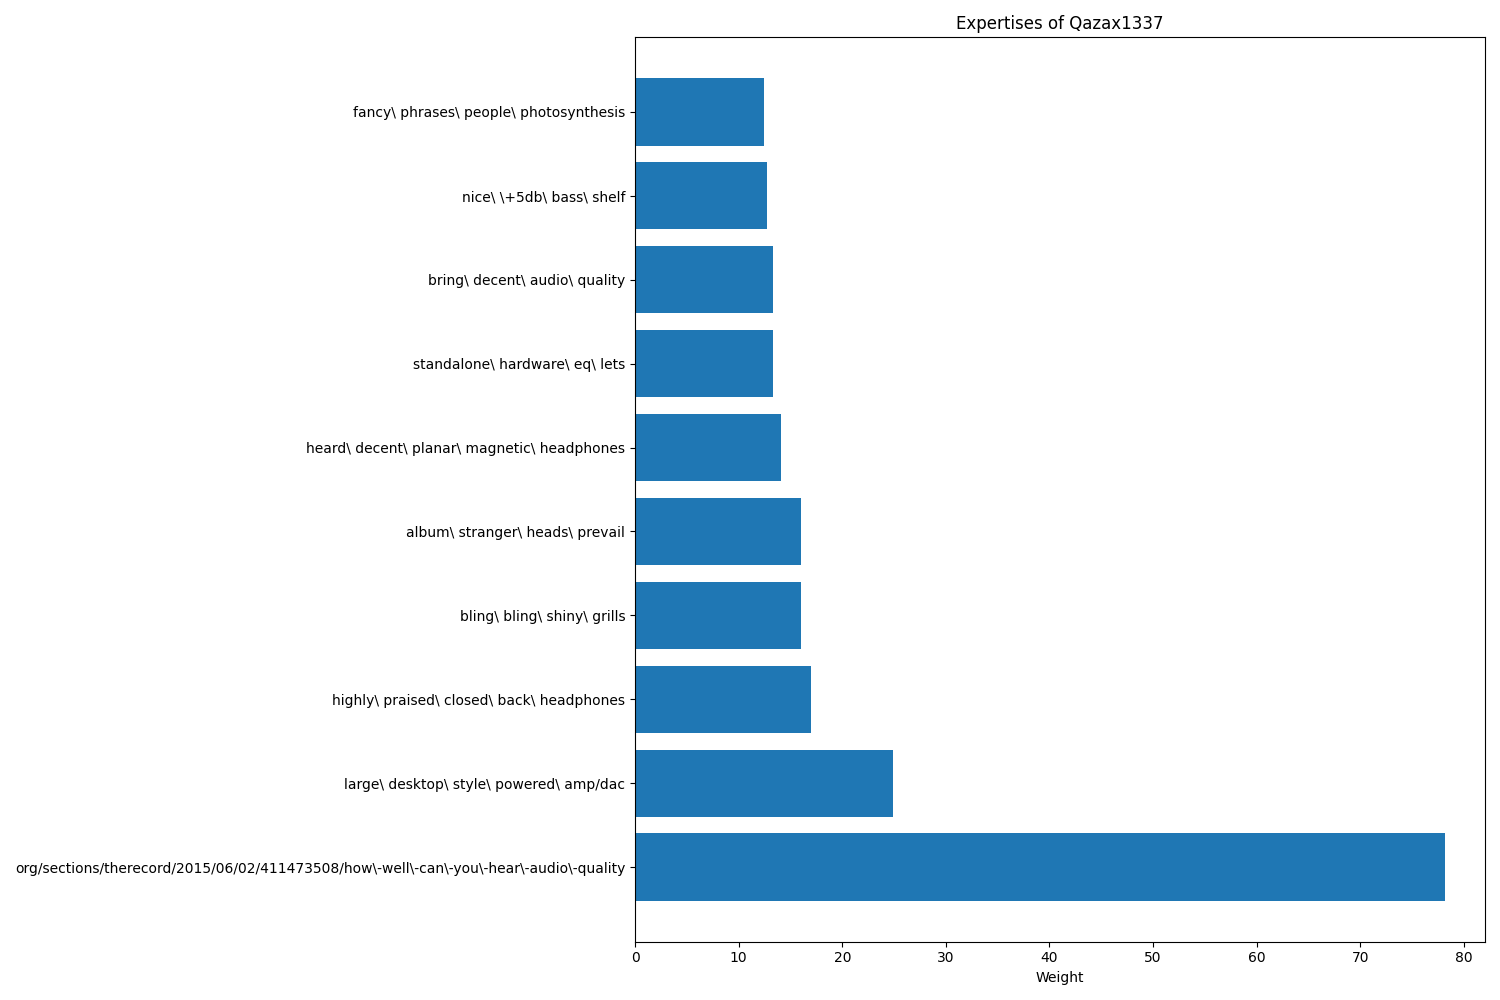 Expertises of Qazax1337
fancy\ phrases\ people\ photosynthesis
nice\ \+5db\ bass\ shelf
bring\ decent\ audio\ quality
standalone\ hardware\ eq\ lets
heard\ decent\ planar\ magnetic\ headphones
album\ stranger\ heads\ prevail
bling\ bling\ shiny\ grills
highly\ praised\ closed\ back\ headphones
large\ desktop\ style\ powered\ amp/dac
org/sections/therecord/2015/06/02/411473508/how\-well\-can\-you\-hear\-audio\-quality
0 10 20 30 40 50 60 70 80
Weight